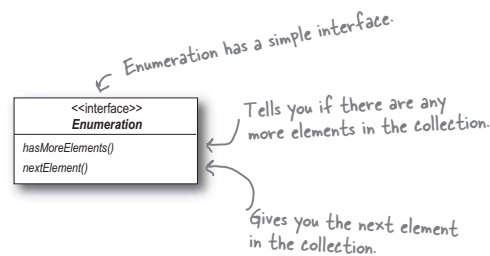 Enumeration has a simple interface.
<<interface>>
Enumeration
hasMoreElements()
nextElement()
Tells you if there are any
more elements in the collection.
Gives you the next element
in the collection.